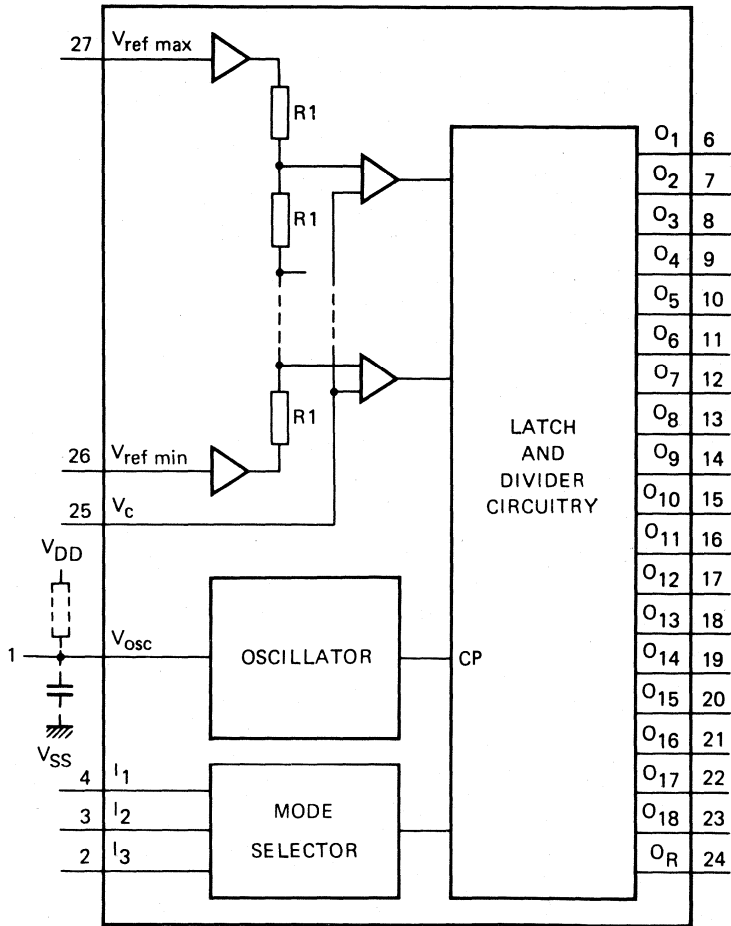 27 V ref max
R1
R1
R1
26 V ref min
25 Vc
VDD
1 Vosc
VSS
OSCILLATOR
CP
4 I1
3 I2
2 I3
MODE
SELECTOR
LATCH
AND
DIVIDER
CIRCUITRY
O1 6
O2 7
O3 8
O4 9
O5 10
O6 11
O7 12
O8 13
O9 14
O10 15
O11 16
O12 17
O13 18
O14 19
O15 20
O16 21
O17 22
O18 23
OR 24